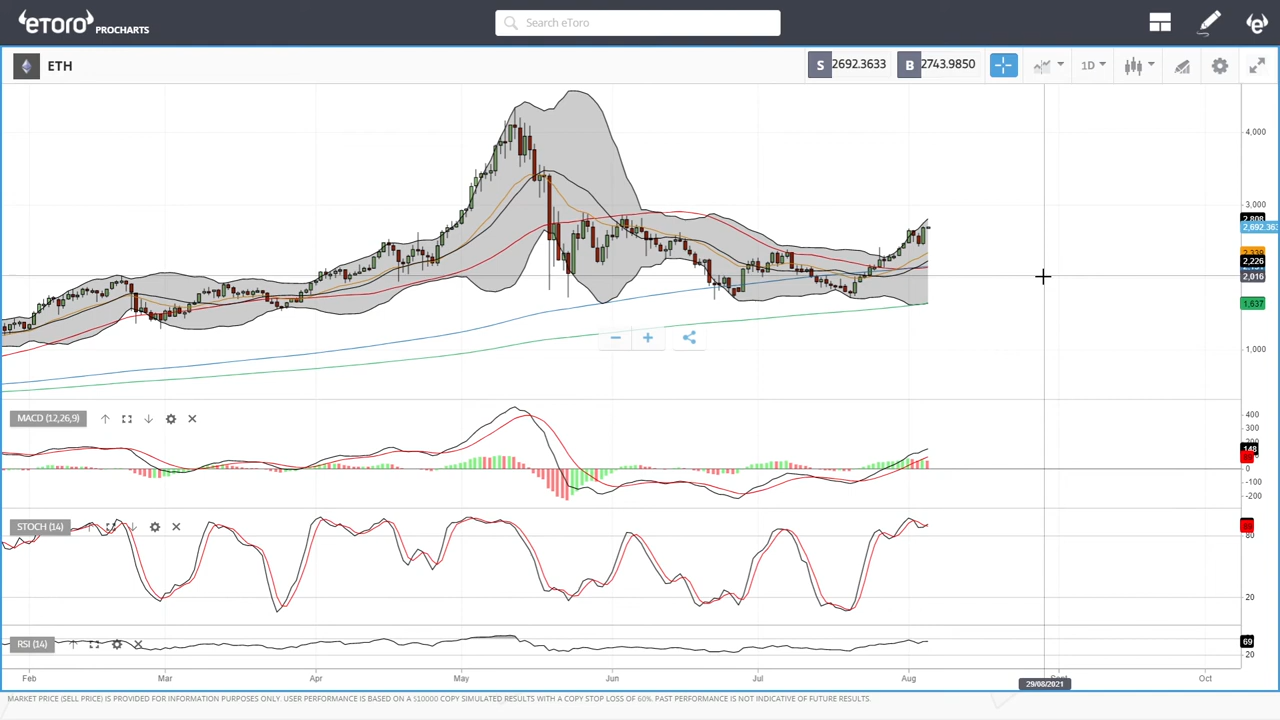 eToro PROCHARTS
Search eToro
ETH
S 2692.3633
B 2743.9850
1D
4,000
3,000
2,808
2,692.363
2,226
2,016
1,637
1,000
MACD (12,26,9)
400
300
148
0
-100
-200
STOCH (14)
80
20
RSI (14)
69
20
Feb Mar Apr May Jun Jul Aug Oct
29/08/2021
MARKET PRICE (SELL PRICE) IS PROVIDED FOR INFORMATION PURPOSES ONLY. USER PERFORMANCE IS BASED ON A $10000 COPY SIMULATED RESULTS WITH A COPY STOP LOSS OF 60%. PAST PERFORMANCE IS NOT INDICATIVE OF FUTURE RESULTS.